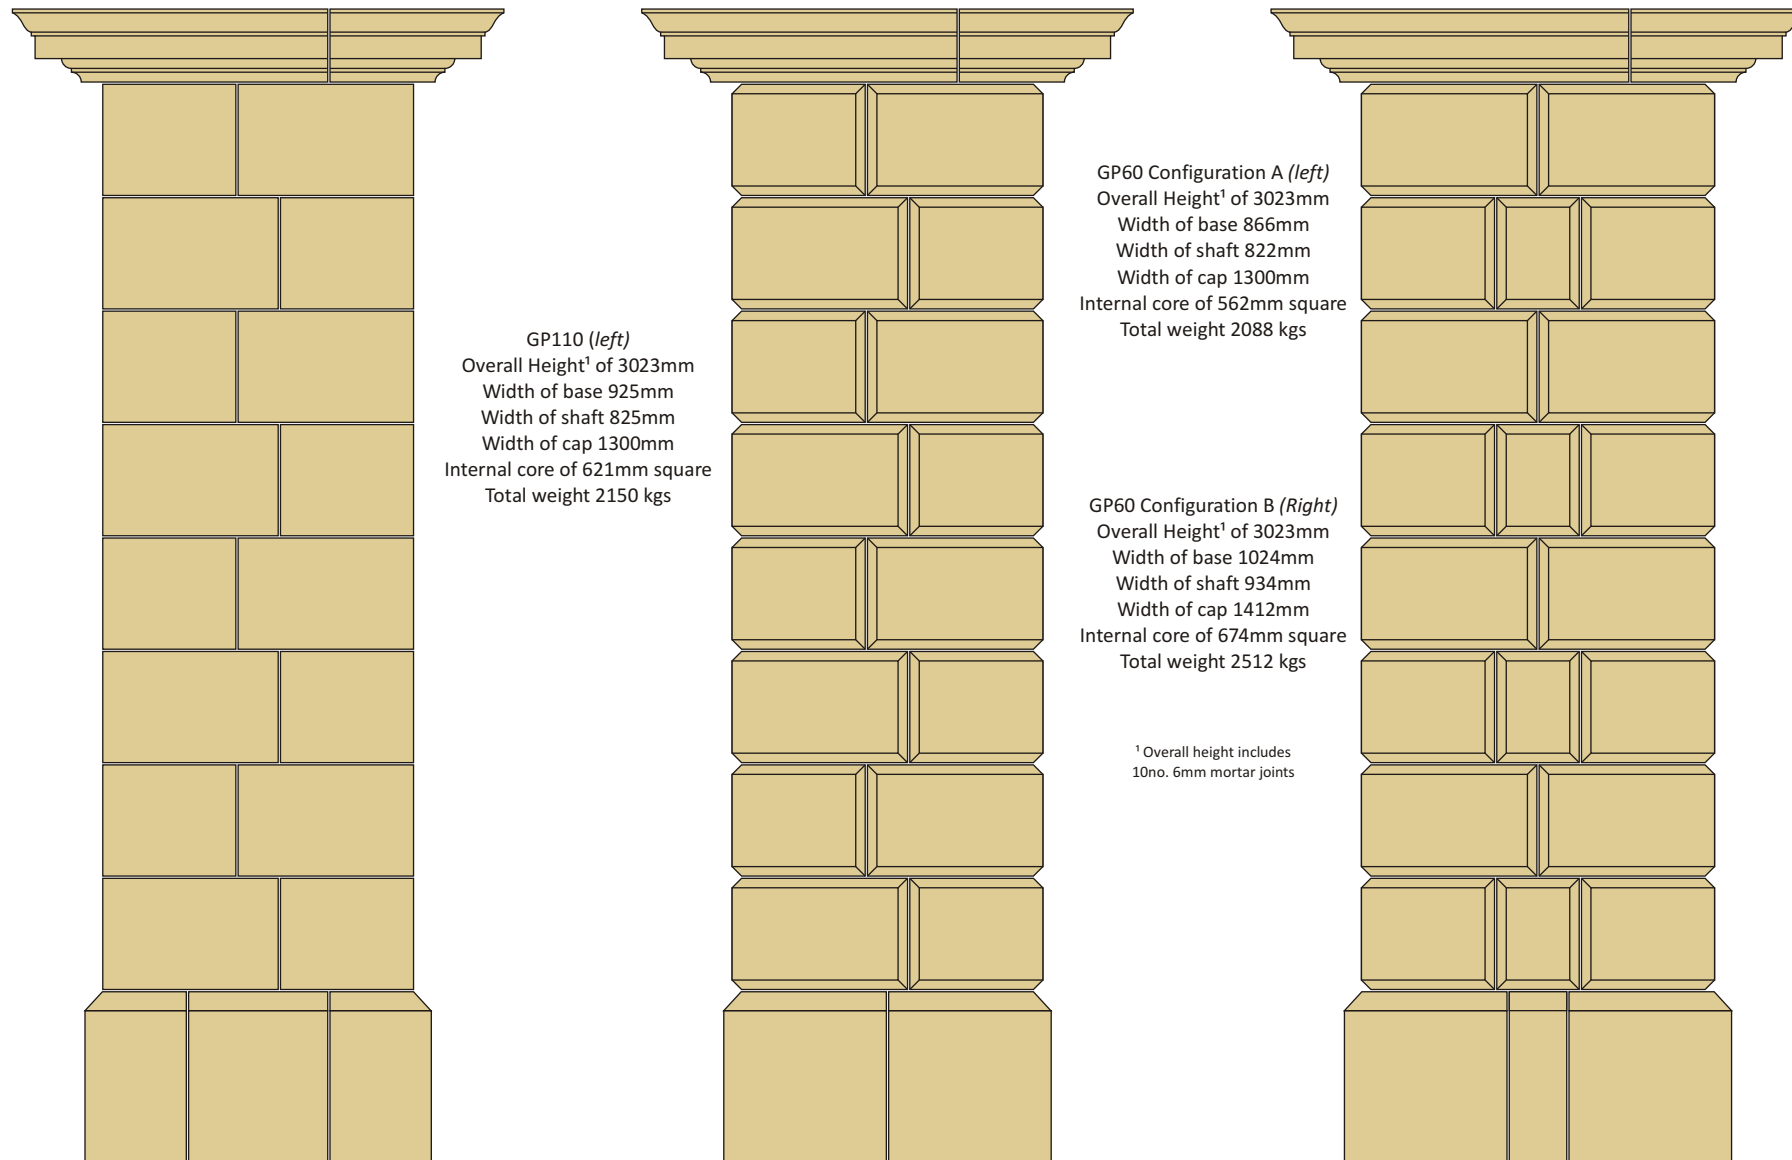 GP110 (left)
Overall Height¹ of 3023mm
Width of base 925mm
Width of shaft 825mm
Width of cap 1300mm
Internal core of 621mm square
Total weight 2150 kgs
GP60 Configuration A (left)
Overall Height¹ of 3023mm
Width of base 866mm
Width of shaft 822mm
Width of cap 1300mm
Internal core of 562mm square
Total weight 2088 kgs
GP60 Configuration B (Right)
Overall Height¹ of 3023mm
Width of base 1024mm
Width of shaft 934mm
Width of cap 1412mm
Internal core of 674mm square
Total weight 2512 kgs
¹ Overall height includes
10no. 6mm mortar joints